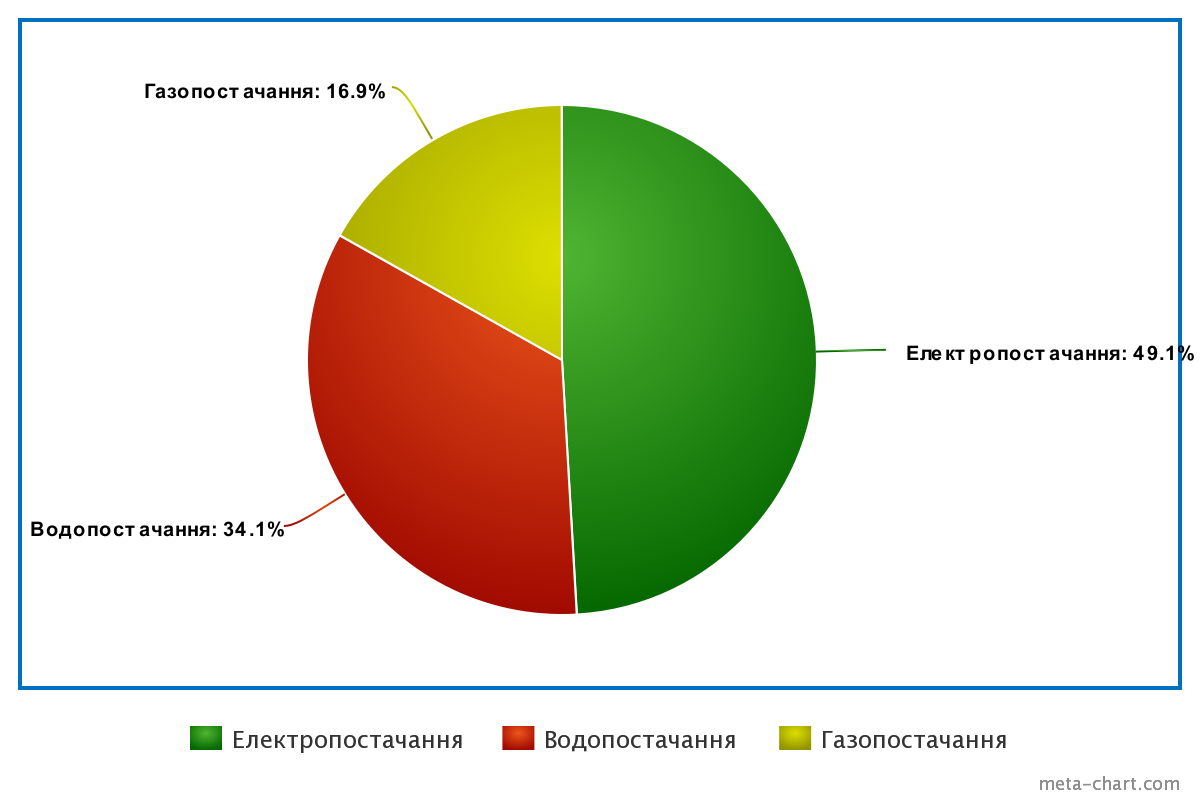 Газопостачання: 16.9%
Електропостачання: 49.1%
Водопостачання: 34.1%
Електропостачання
Водопостачання
Газопостачання
meta-chart.com